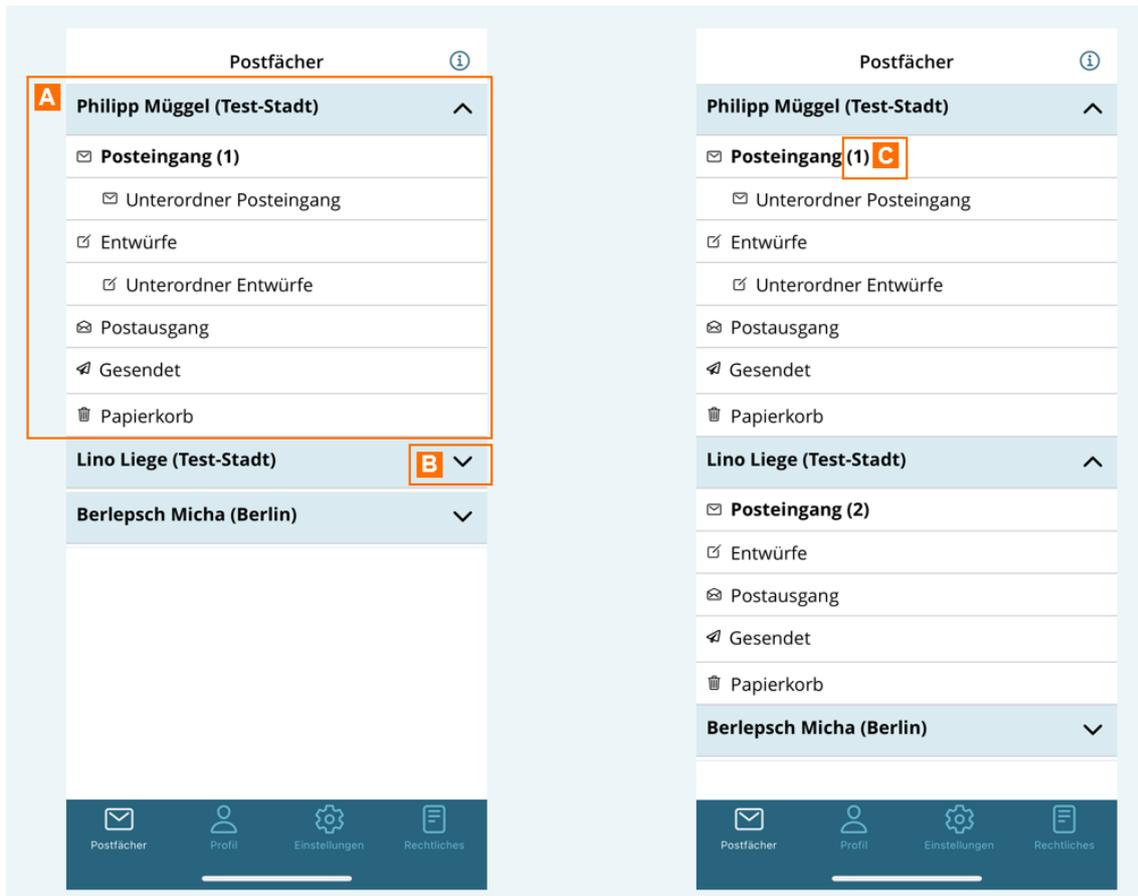 Postfächer
A
Philipp Müggel (Test-Stadt)
Posteingang (1)
Unterordner Posteingang
Entwürfe
Unterordner Entwürfe
Postausgang
Gesendet
Papierkorb
Lino Liege (Test-Stadt)
B
Berlepsch Micha (Berlin)
Postfächer
Profil
Einstellungen
Rechtliches
Postfächer
Philipp Müggel (Test-Stadt)
Posteingang (1) C
Unterordner Posteingang
Entwürfe
Unterordner Entwürfe
Postausgang
Gesendet
Papierkorb
Lino Liege (Test-Stadt)
Posteingang (2)
Entwürfe
Postausgang
Gesendet
Papierkorb
Berlepsch Micha (Berlin)
Postfächer
Profil
Einstellungen
Rechtliches